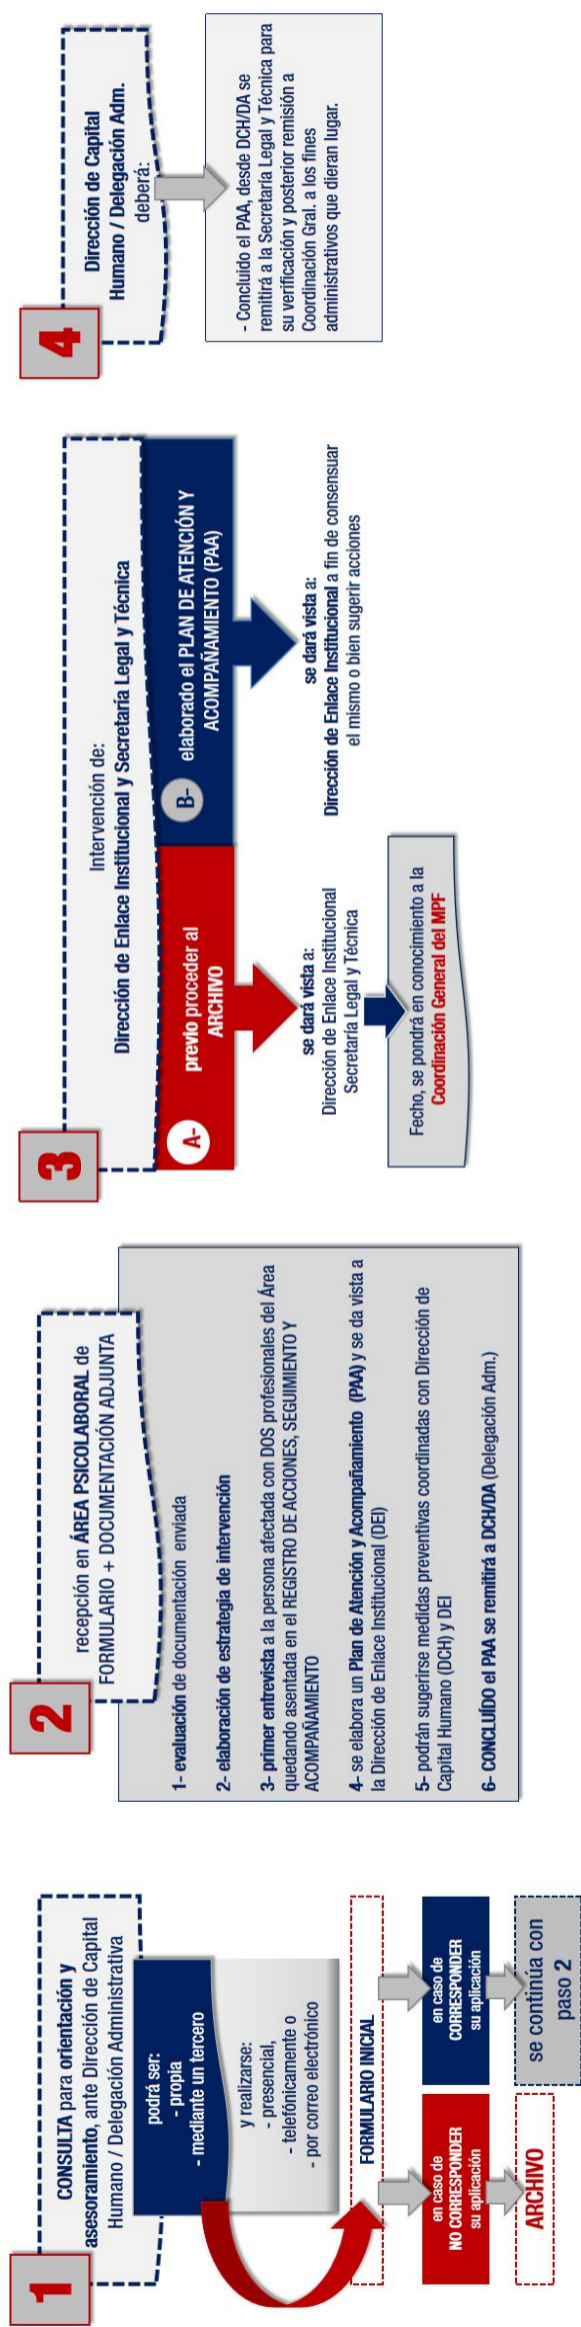 1
CONSULTA para orientación y
asesoramiento, ante Dirección de Capital
Humano / Delegación Administrativa
podrá ser:
- propia
- mediante un tercero
y realizarse:
- presencial,
- telefónicamente o
- por correo electrónico
FORMULARIO INICIAL
en caso de
NO CORRESPONDER
su aplicación
ARCHIVO
en caso de
CORRESPONDER
su aplicación
se continúa con
paso 2
2
recepción en ÁREA PSICOLABORAL de
FORMULARIO + DOCUMENTACIÓN ADJUNTA
1- evaluación de documentación enviada
2- elaboración de estrategia de intervención
3- primer entrevista a la persona afectada con DOS profesionales del Área
quedando asentada en el REGISTRO DE ACCIONES, SEGUIMIENTO Y
ACOMPAÑAMIENTO
4- se elabora un Plan de Atención y Acompañamiento (PAA) y se da vista a
la Dirección de Enlace Institucional (DEI)
5- podrán sugerirse medidas preventivas coordinadas con Dirección de
Capital Humano (DCH) y DEI
6- CONCLUÍDO el PAA se remitirá a DCH/DA (Delegación Adm.)
3
Intervención de:
Dirección de Enlace Institucional y Secretaría Legal y Técnica
A-
previo proceder al
ARCHIVO
se dará vista a:
Dirección de Enlace Institucional
Secretaría Legal y Técnica
Fecho, se pondrá en conocimiento a la
Coordinación General del MPF
B-
elaborado el PLAN DE ATENCIÓN Y
ACOMPAÑAMIENTO (PAA)
se dará vista a:
Dirección de Enlace Institucional a fin de consensuar
el mismo o bien sugerir acciones
4
Dirección de Capital
Humano / Delegación Adm.
deberá:
- Concluido el PAA, desde DCH/DA se
remitirá a la Secretaría Legal y Técnica para
su verificación y posterior remisión a
Coordinación Gral. a los fines
administrativos que dieran lugar.